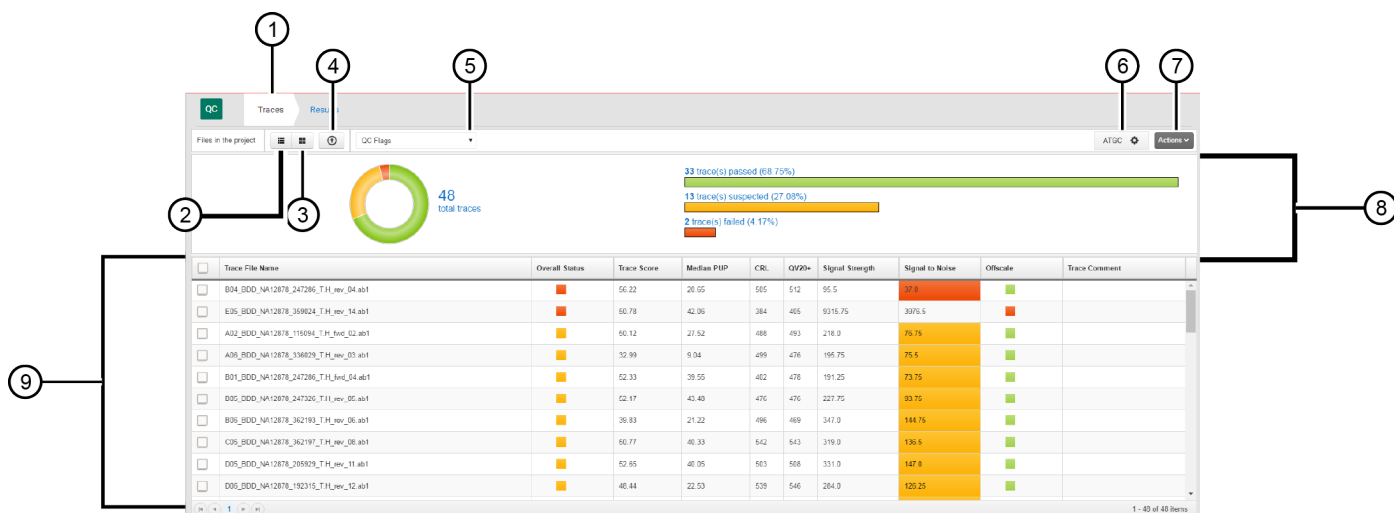 1
4
5
6
7
QC Traces Results
Files in the project QC Flags ATGC Actions
33 trace(s) passed (68.75%)
48
total traces
13 trace(s) suspected (27.08%)
2 trace(s) failed (4.17%)
2
3
8
9
Trace File Name Overall Status Trace Score Median PUP CRL QV20+ Signal Strength Signal to Noise Offscale Trace Comment
B04_BDD_NA12878_247286_T.H_rev_04.ab1 56.22 20.65 505 512 95.5 37.0
E05_BDD_NA12878_359024_T.H_rev_14.ab1 50.78 42.06 384 405 9315.75 3976.5
A02_BDD_NA12878_115094_T.H_fwd_02.ab1 50.12 27.52 488 493 218.0 76.75
A06_BDD_NA12878_336029_T.H_rev_03.ab1 32.99 9.04 499 476 195.75 75.5
B01_BDD_NA12878_247286_T.H_fwd_04.ab1 52.33 39.55 402 478 191.25 73.75
B05_BDD_NA12878_247326_T.H_rev_05.ab1 52.17 43.48 476 476 227.75 93.75
B06_BDD_NA12878_362193_T.H_rev_06.ab1 39.83 21.22 496 469 347.0 144.75
C05_BDD_NA12878_362197_T.H_rev_08.ab1 50.77 40.33 542 543 319.0 136.5
D05_BDD_NA12878_205929_T.H_rev_11.ab1 52.65 40.05 503 508 331.0 147.0
D06_BDD_NA12878_192315_T.H_rev_12.ab1 48.44 22.53 539 546 284.0 126.25
1 1 - 48 of 48 items